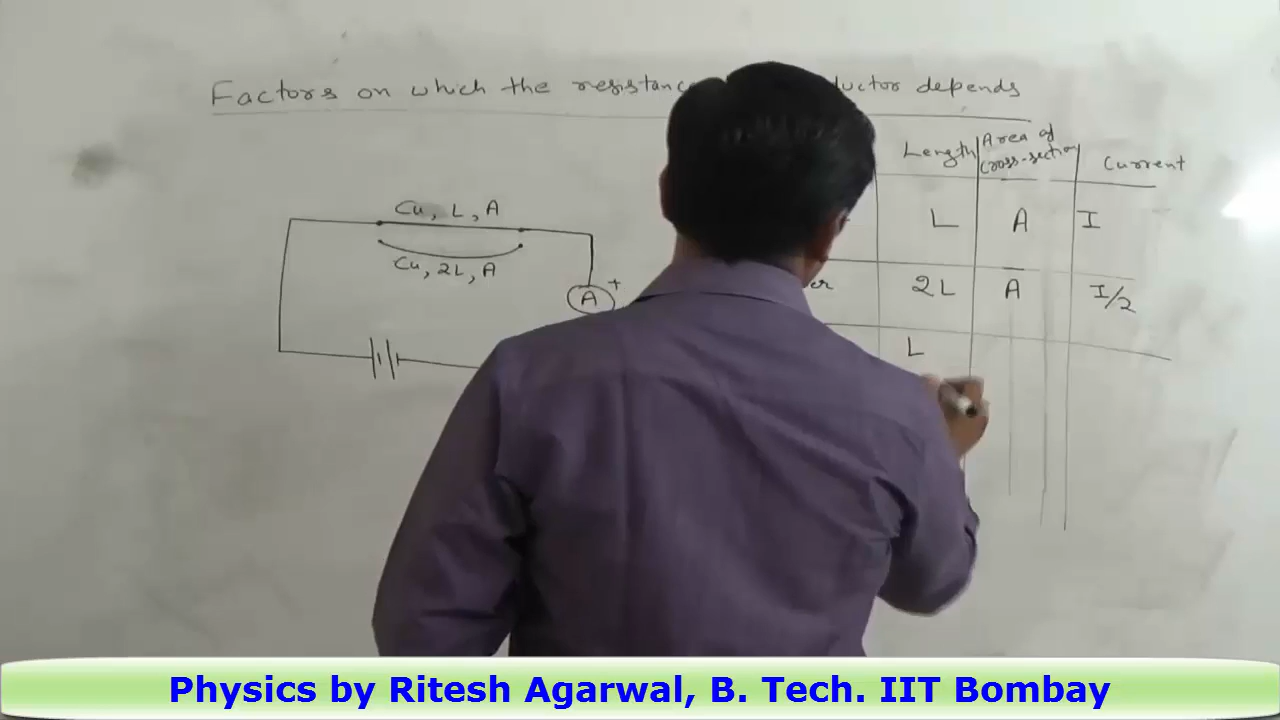 Factors on which the resistance ductor depends
Length Area of cross-section Current
L A I
er 2L A I/2
L
Cu, L, A
Cu, 2L, A
A +
Physics by Ritesh Agarwal, B. Tech. IIT Bombay